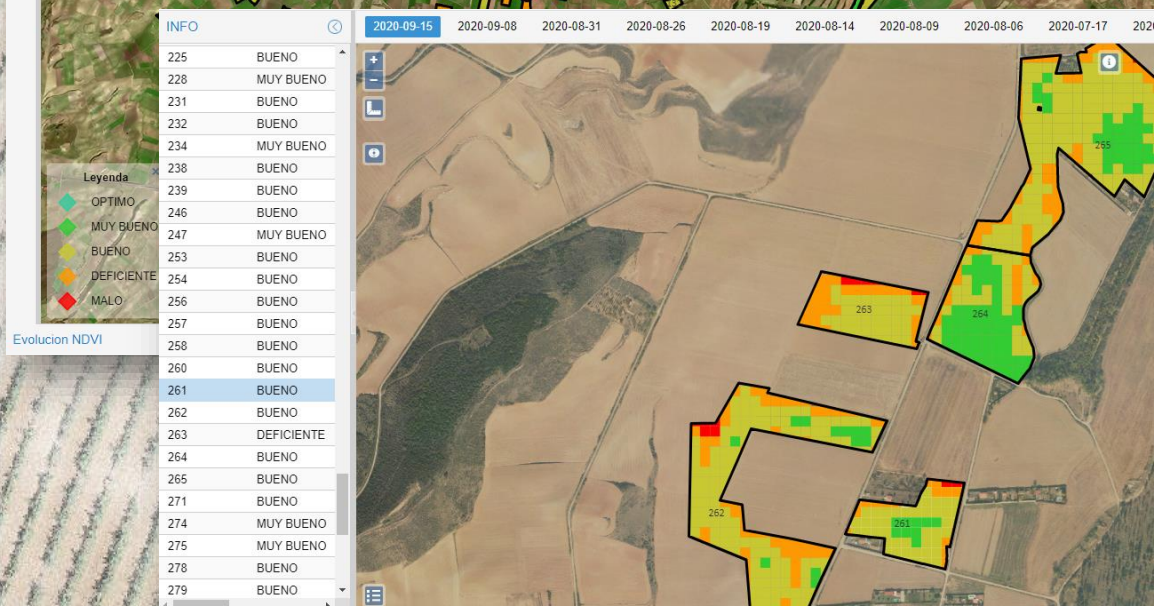 INFO
225 BUENO
228 MUY BUENO
231 BUENO
232 BUENO
234 MUY BUENO
238 BUENO
239 BUENO
246 BUENO
247 MUY BUENO
253 BUENO
254 BUENO
256 BUENO
257 BUENO
258 BUENO
260 BUENO
261 BUENO
262 BUENO
263 DEFICIENTE
264 BUENO
265 BUENO
271 BUENO
274 MUY BUENO
275 MUY BUENO
278 BUENO
279 BUENO
Leyenda
OPTIMO
MUY BUENO
BUENO
DEFICIENTE
MALO
Evolucion NDVI
2020-09-15 2020-09-08 2020-08-31 2020-08-26 2020-08-19 2020-08-14 2020-08-09 2020-08-06 2020-07-17 202
265
263
264
262
261